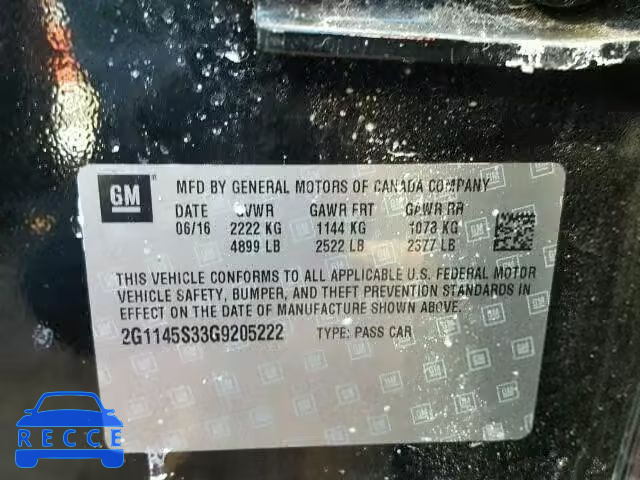 GM
MFD BY GENERAL MOTORS OF CANADA COMPANY
DATE GVWR GAWR FRT GAWR RR
06/16 2222 KG 1144 KG 1078 KG
4899 LB 2522 LB 2377 LB
THIS VEHICLE CONFORMS TO ALL APPLICABLE U.S. FEDERAL MOTOR
VEHICLE SAFETY, BUMPER, AND THEFT PREVENTION STANDARDS IN
EFFECT ON THE DATE OF MANUFACTURE SHOWN ABOVE.
2G1145S33G9205222 TYPE: PASS CAR
RECCE